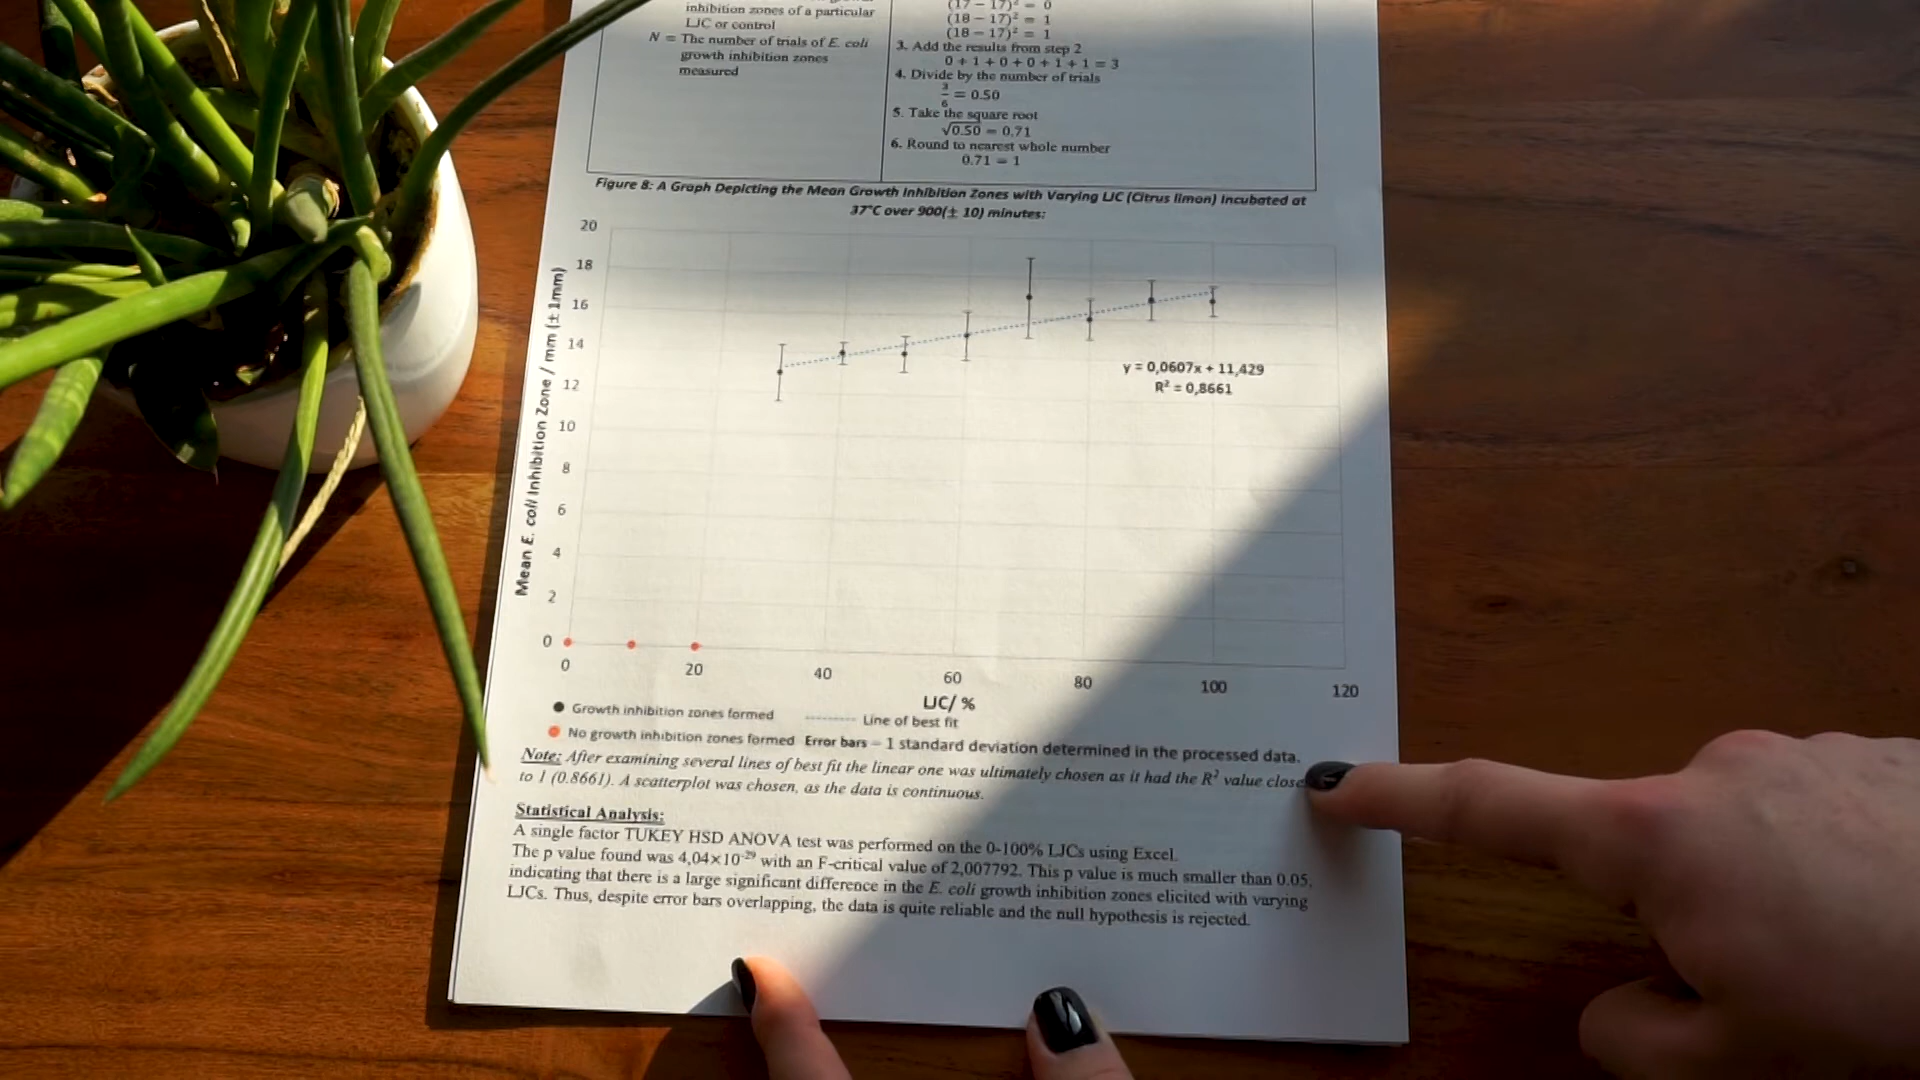 inhibition zones of a particular
LJC or control
N = The number of trials of E. coli
growth inhibition zones
measured
(17 − 17)² = 0
(18 − 17)² = 1
(18 − 17)² = 1
3. Add the results from step 2
0 + 1 + 0 + 0 + 1 + 1 = 3
4. Divide by the number of trials
3/6 = 0.50
5. Take the square root
√0.50 = 0.71
6. Round to nearest whole number
0.71 = 1
Figure 8: A Graph Depicting the Mean Growth Inhibition Zones with Varying LJC (Citrus limon) Incubated at
37°C over 900(± 10) minutes:
Mean E. coli Inhibition Zone / mm (± 1mm)
20
18
16
14
12
10
8
6
4
2
0
y = 0,0607x + 11,429
R² = 0,8661
0
20
40
60
80
100
120
LJC/ %
Growth inhibition zones formed
Line of best fit
No growth inhibition zones formed Error bars = 1 standard deviation determined in the processed data.
Note: After examining several lines of best fit the linear one was ultimately chosen as it had the R² value
to 1 (0.8661). A scatterplot was chosen, as the data is continuous.
Statistical Analysis:
A single factor TUKEY HSD ANOVA test was performed on the 0-100% LJCs using Excel.
The p value found was 4,04×10⁻²⁹ with an F-critical value of 2,007792. This p value is much smaller than 0.05,
indicating that there is a large significant difference in the E. coli growth inhibition zones elicited with varying
LJCs. Thus, despite error bars overlapping, the data is quite reliable and the null hypothesis is rejected.